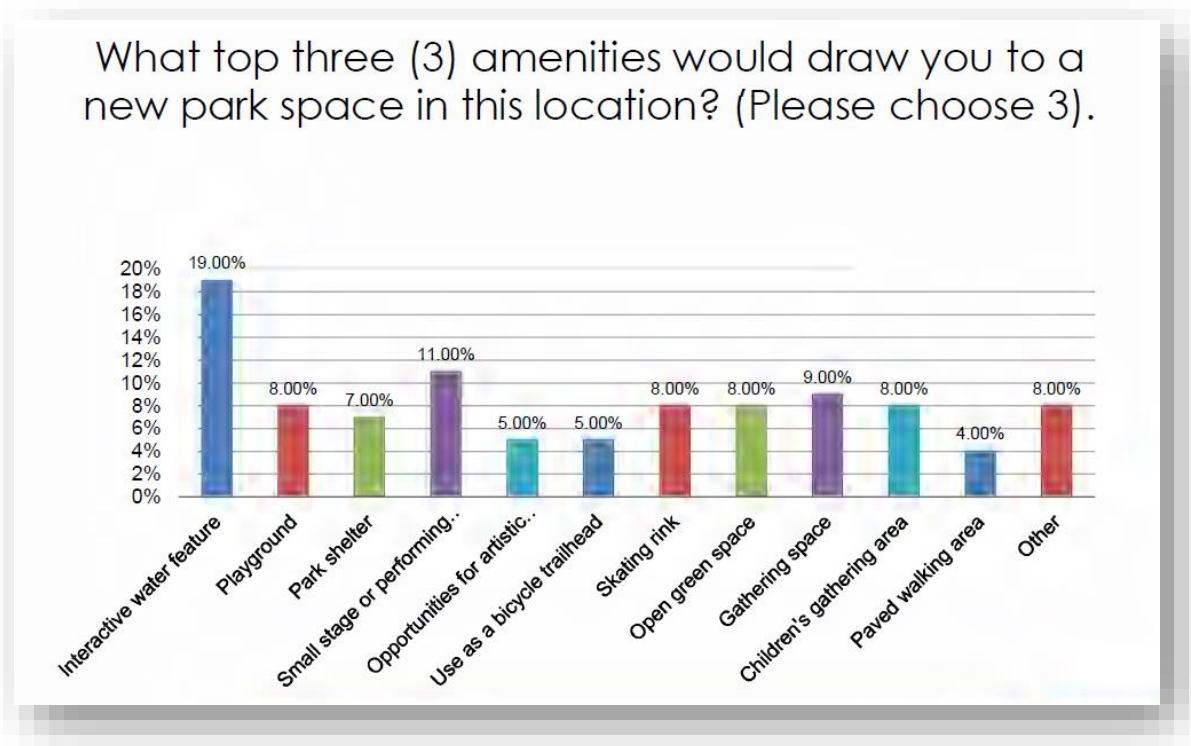 What top three (3) amenities would draw you to a
new park space in this location? (Please choose 3).
20%
18%
16%
14%
12%
10%
8%
6%
4%
2%
0%
19.00%
8.00%
7.00%
11.00%
5.00%
5.00%
8.00%
8.00%
9.00%
8.00%
4.00%
8.00%
Interactive water feature
Playground
Park shelter
Small stage or performing..
Opportunities for artistic..
Use as a bicycle trailhead
Skating rink
Open green space
Gathering space
Children's gathering area
Paved walking area
Other